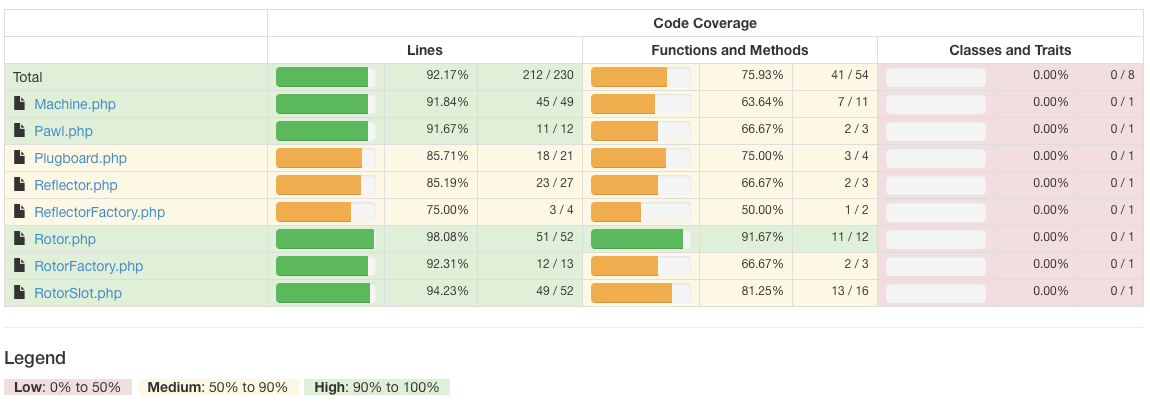 Code Coverage
Lines Functions and Methods Classes and Traits
Total 92.17% 212 / 230 75.93% 41 / 54 0.00% 0 / 8
Machine.php 91.84% 45 / 49 63.64% 7 / 11 0.00% 0 / 1
Pawl.php 91.67% 11 / 12 66.67% 2 / 3 0.00% 0 / 1
Plugboard.php 85.71% 18 / 21 75.00% 3 / 4 0.00% 0 / 1
Reflector.php 85.19% 23 / 27 66.67% 2 / 3 0.00% 0 / 1
ReflectorFactory.php 75.00% 3 / 4 50.00% 1 / 2 0.00% 0 / 1
Rotor.php 98.08% 51 / 52 91.67% 11 / 12 0.00% 0 / 1
RotorFactory.php 92.31% 12 / 13 66.67% 2 / 3 0.00% 0 / 1
RotorSlot.php 94.23% 49 / 52 81.25% 13 / 16 0.00% 0 / 1
Legend
Low: 0% to 50% Medium: 50% to 90% High: 90% to 100%